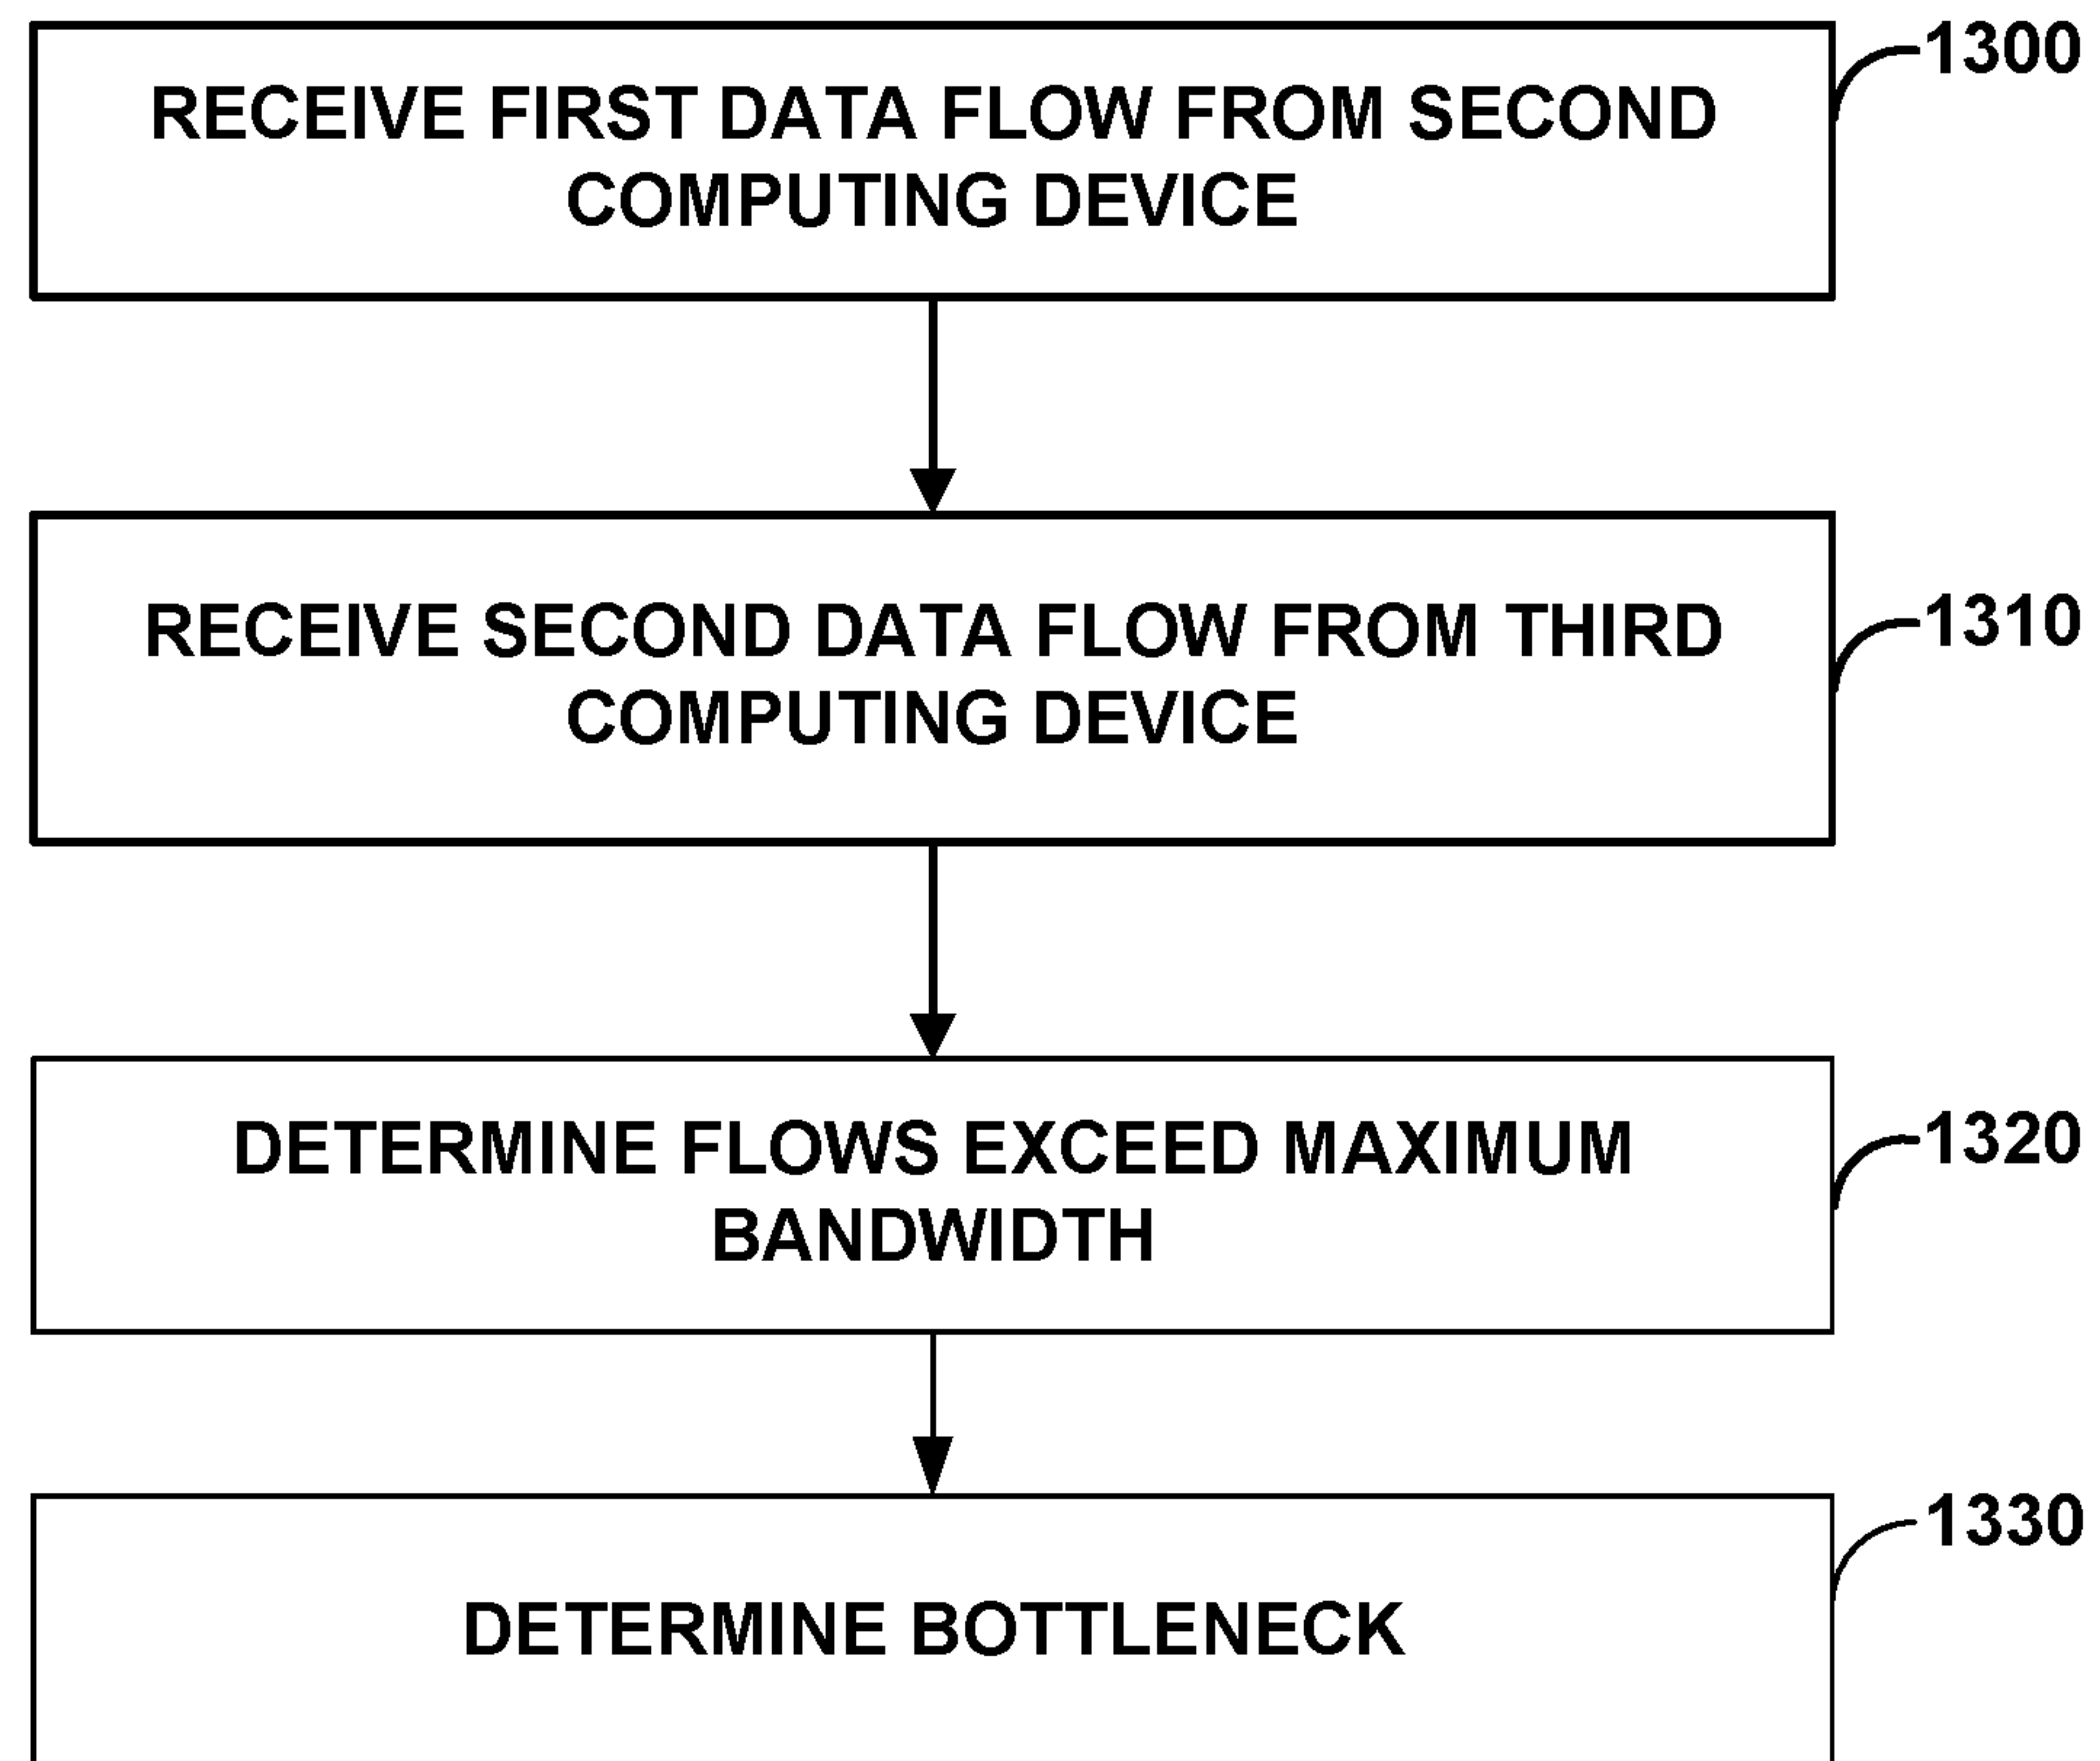 1300
RECEIVE FIRST DATA FLOW FROM SECOND
COMPUTING DEVICE
1310
RECEIVE SECOND DATA FLOW FROM THIRD
COMPUTING DEVICE
1320
DETERMINE FLOWS EXCEED MAXIMUM
BANDWIDTH
1330
DETERMINE BOTTLENECK